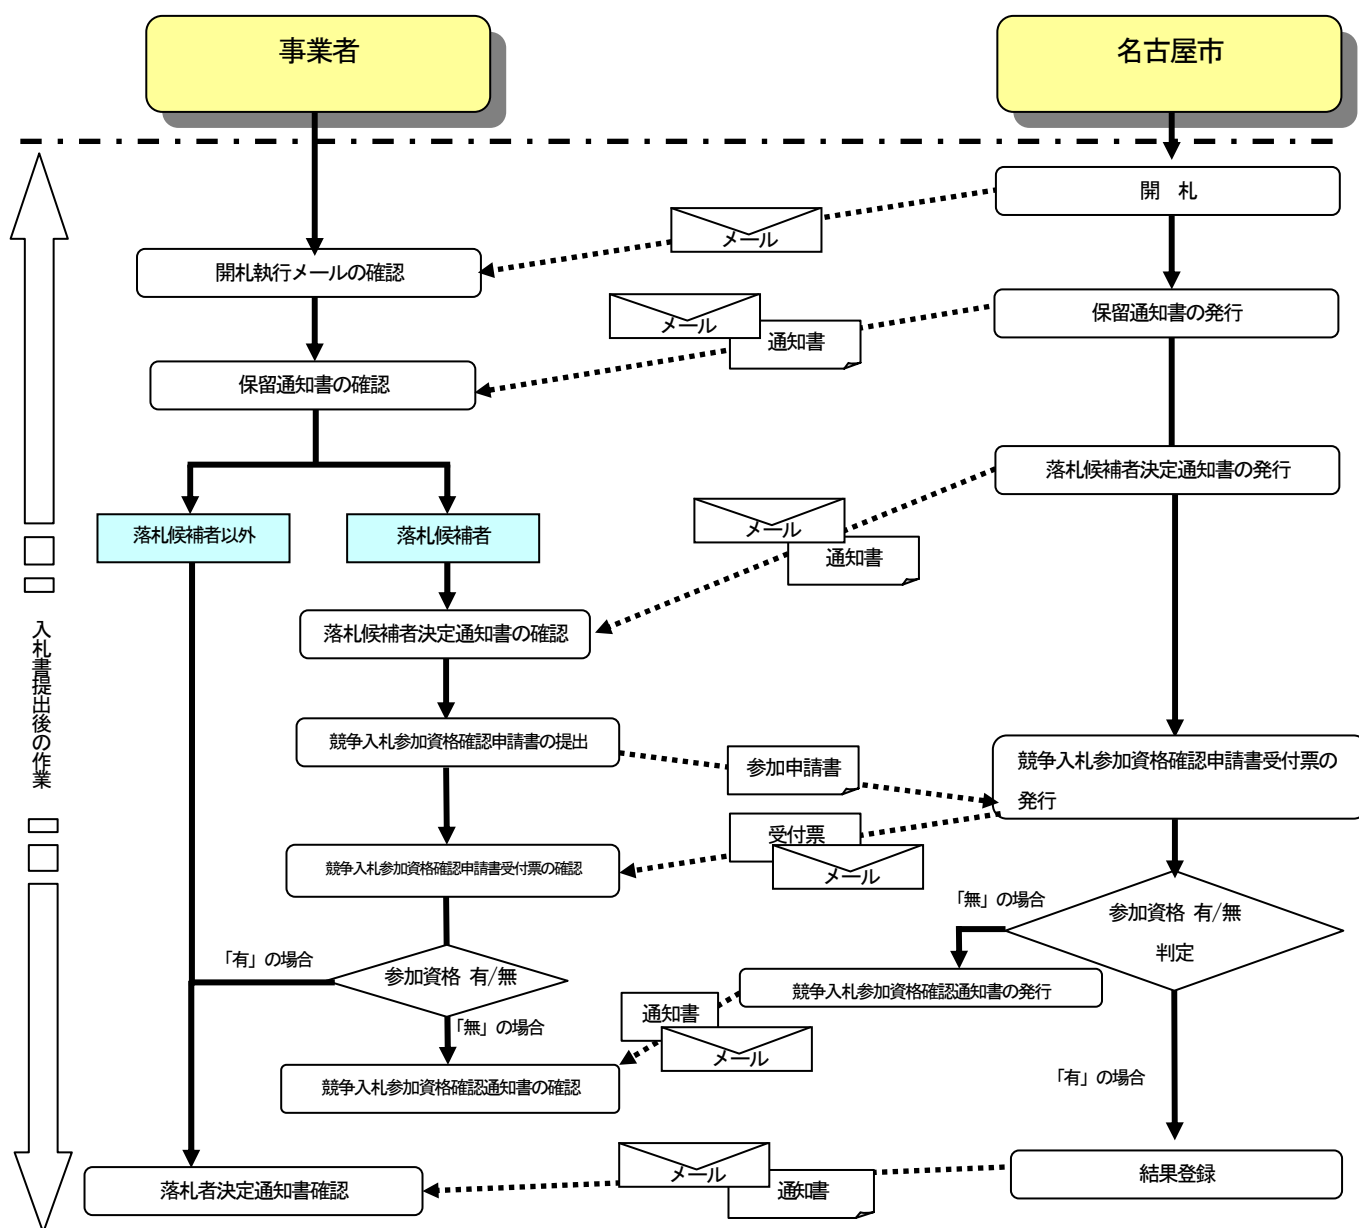 事業者
名古屋市
開　札
メール
開札執行メールの確認
保留通知書の発行
メール
通知書
保留通知書の確認
落札候補者決定通知書の発行
メール
通知書
落札候補者以外
落札候補者
落札候補者決定通知書の確認
入札書提出後の作業
競争入札参加資格確認申請書の提出
参加申請書
競争入札参加資格確認申請書受付票の
発行
受付票
メール
競争入札参加資格確認申請書受付票の確認
「無」の場合
参加資格 有/無
判定
「有」の場合
参加資格 有/無
競争入札参加資格確認通知書の発行
通知書
メール
「無」の場合
競争入札参加資格確認通知書の確認
「有」の場合
結果登録
メール
通知書
落札者決定通知書確認